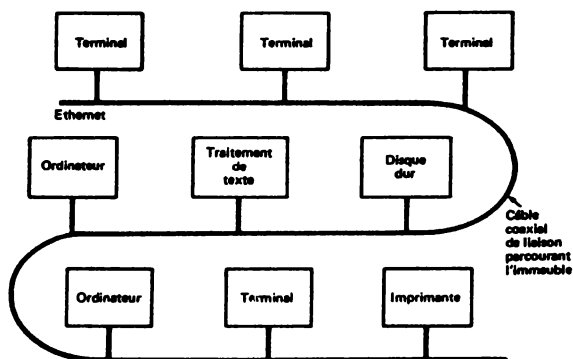 Terminal
Terminal
Terminal
Ethernet
Ordinateur
Traitement
de
texte
Disque
dur
Câble
coaxial
de liaison
parcourant
l'immeuble
Ordinateur
Terminal
Imprimante